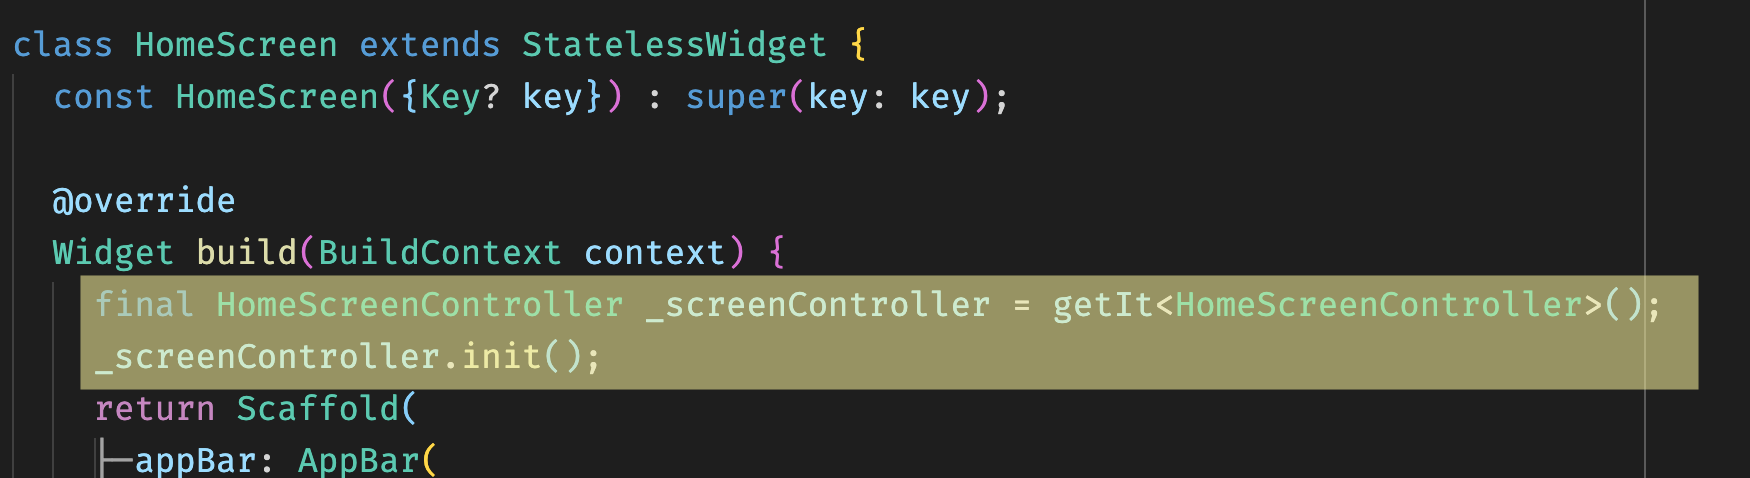 class HomeScreen extends StatelessWidget {
const HomeScreen({Key? key}) : super(key: key);
@override
Widget build(BuildContext context) {
final HomeScreenController _screenController = getIt<HomeScreenController>();
_screenController.init();
return Scaffold(
appBar: AppBar(